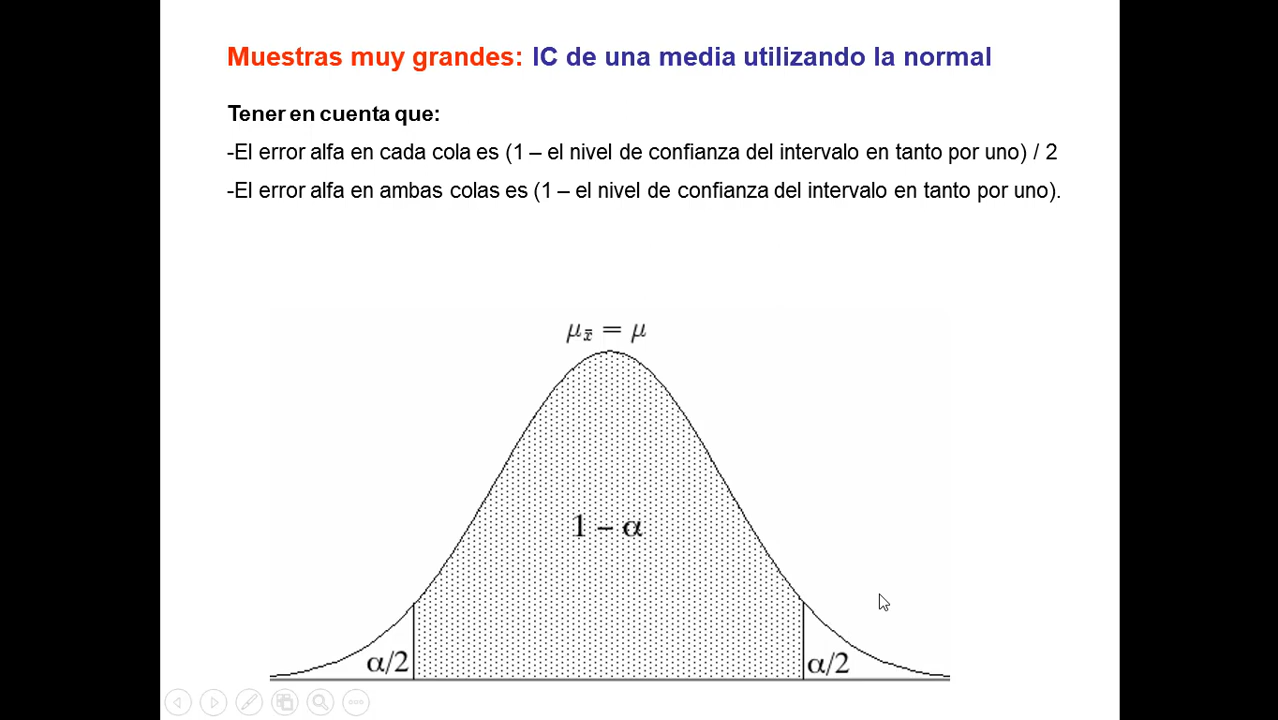 Muestras muy grandes: IC de una media utilizando la normal
Tener en cuenta que:
-El error alfa en cada cola es (1 – el nivel de confianza del intervalo en tanto por uno) / 2
-El error alfa en ambas colas es (1 – el nivel de confianza del intervalo en tanto por uno).
μx̄ = μ
1 – α
α/2
α/2